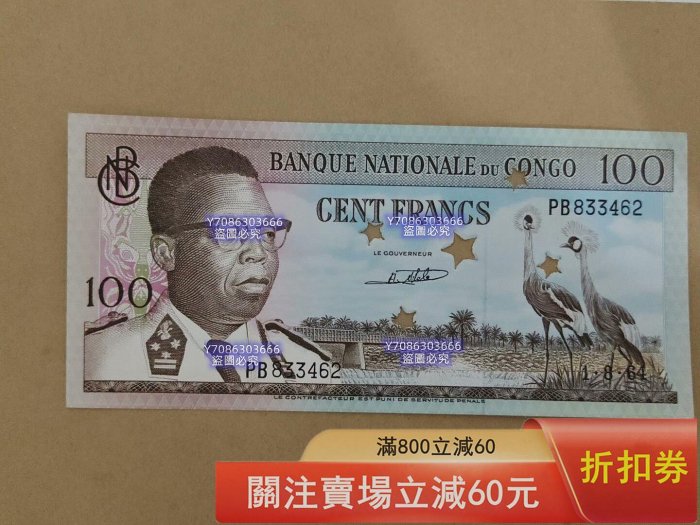 BNC
BANQUE NATIONALE DU CONGO 100
CENT FRANCS PB833462
Y7086303666
盜圖必究
Y7086303666
盜圖必究
LE GOUVERNEUR
100
Y7086303666
盜圖必究
Y7086303666
盜圖必究
PB833462
1-8-64
LE CONTREFACTEUR EST PUNI DE SERVITUDE PENALE
滿800立減60
關注賣場立減60元
折扣券